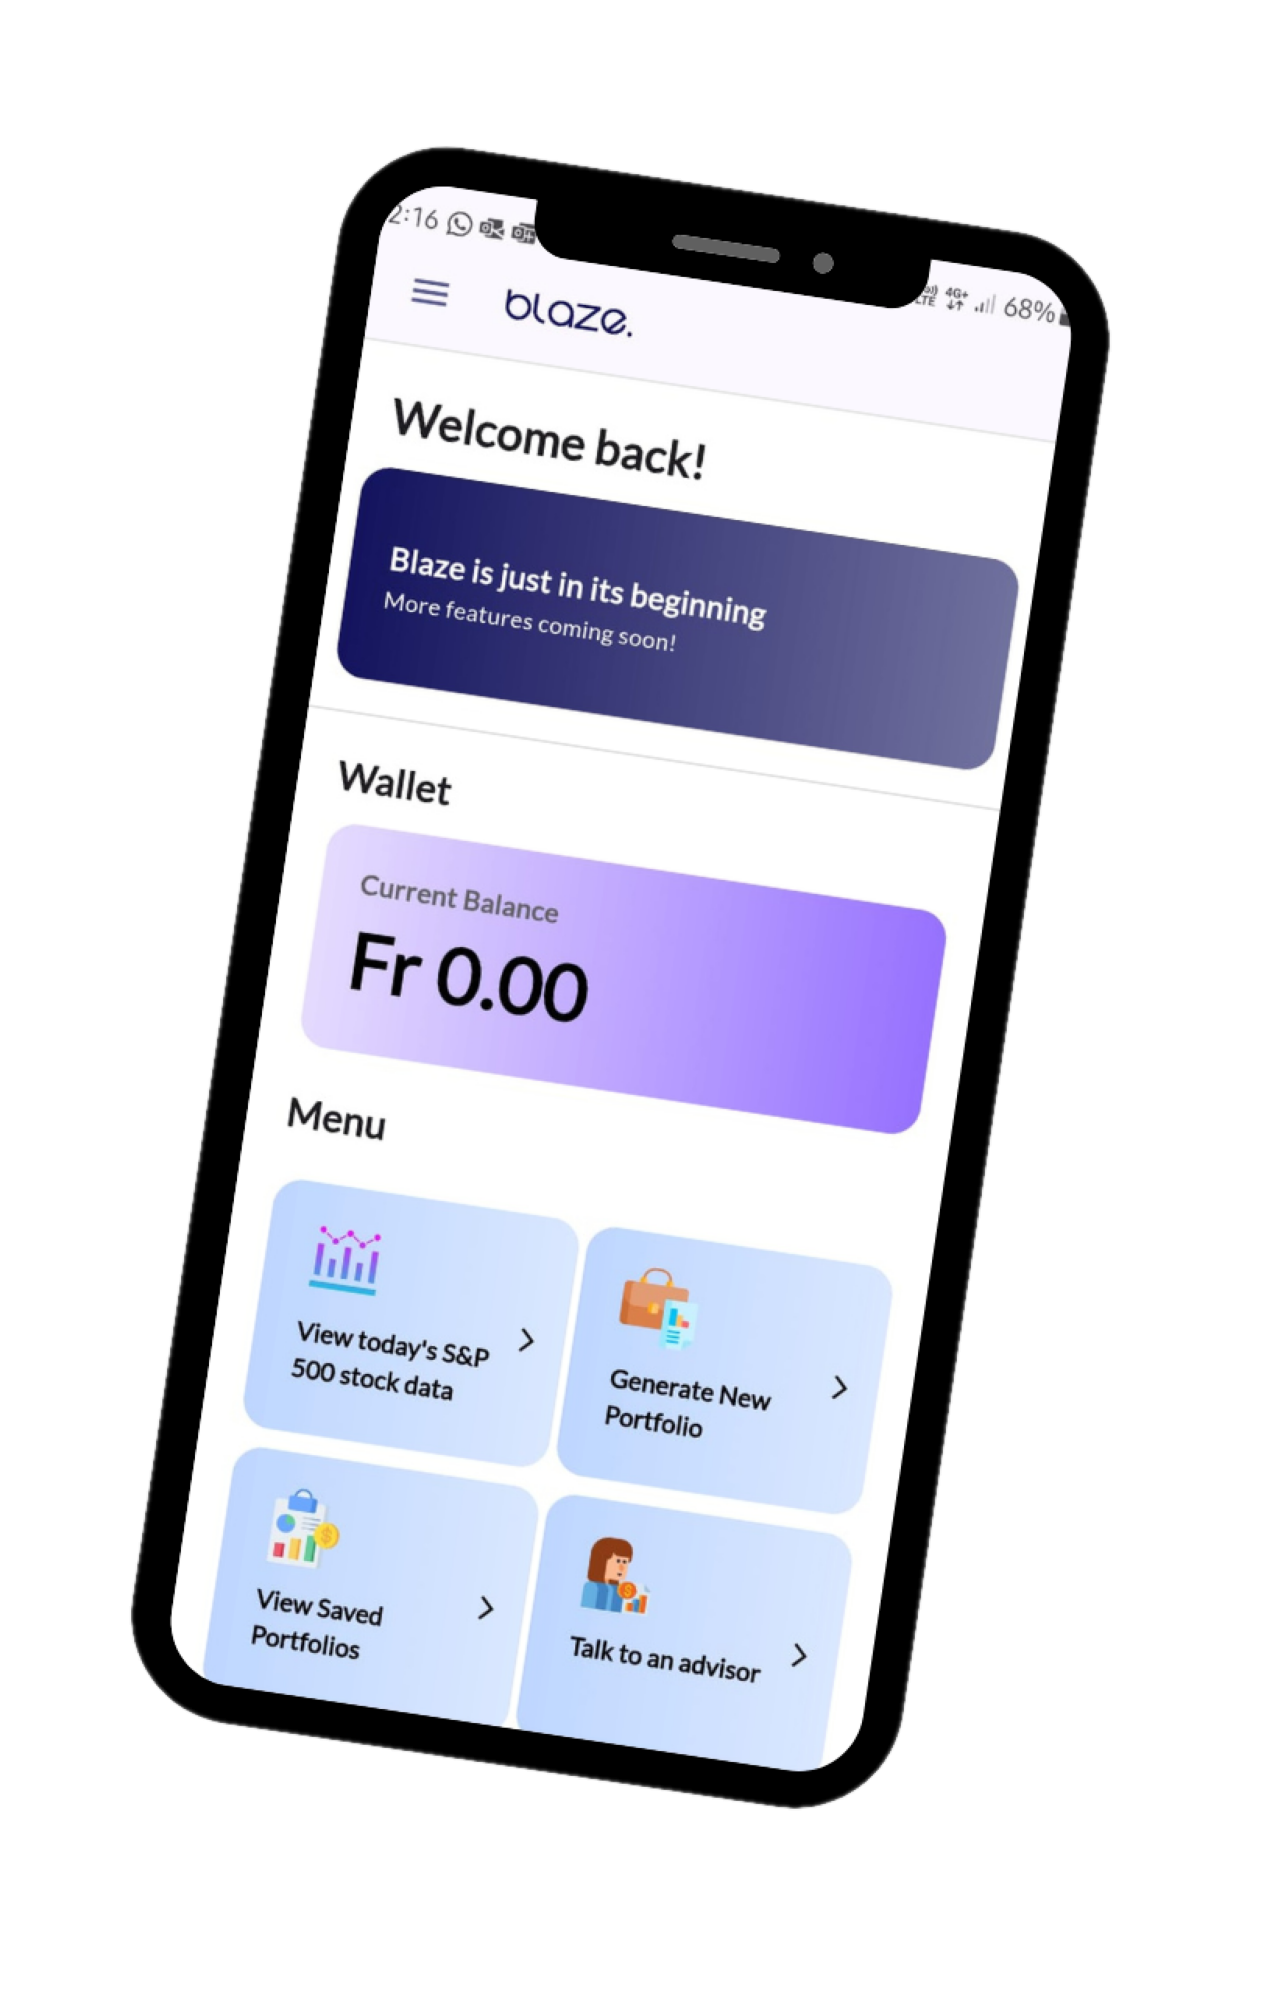 2:16
4G+
LTE
68%
blaze.
Welcome back!
Blaze is just in its beginning
More features coming soon!
Wallet
Current Balance
Fr 0.00
Menu
View today's S&P
500 stock data
Generate New
Portfolio
View Saved
Portfolios
Talk to an advisor